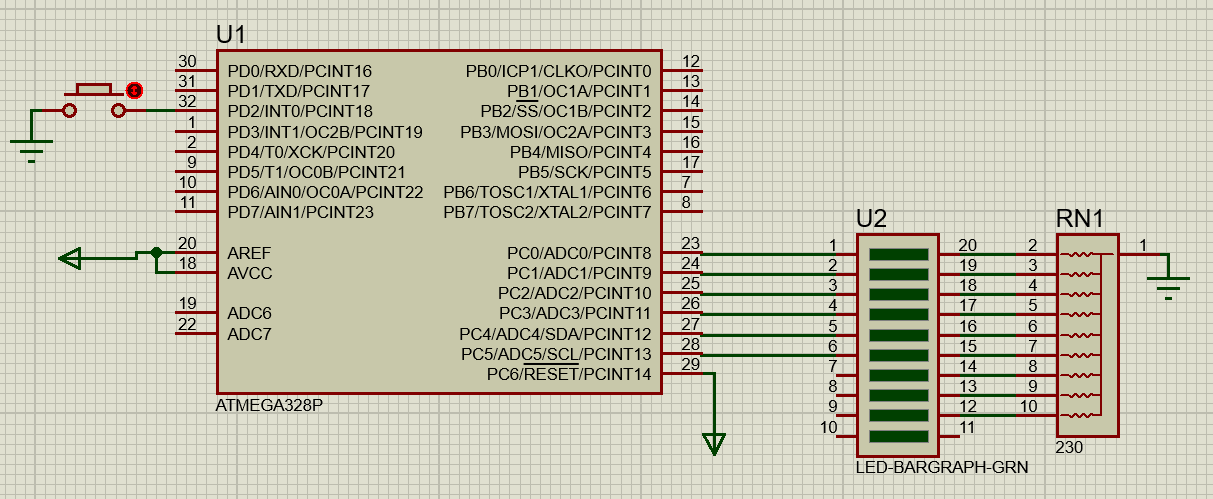 U1
30 PD0/RXD/PCINT16 PB0/ICP1/CLKO/PCINT0 12
31 PD1/TXD/PCINT17 PB1/OC1A/PCINT1 13
32 PD2/INT0/PCINT18 PB2/SS/OC1B/PCINT2 14
1 PD3/INT1/OC2B/PCINT19 PB3/MOSI/OC2A/PCINT3 15
2 PD4/T0/XCK/PCINT20 PB4/MISO/PCINT4 16
9 PD5/T1/OC0B/PCINT21 PB5/SCK/PCINT5 17
10 PD6/AIN0/OC0A/PCINT22 PB6/TOSC1/XTAL1/PCINT6 7
11 PD7/AIN1/PCINT23 PB7/TOSC2/XTAL2/PCINT7 8
U2 RN1
20 AREF PC0/ADC0/PCINT8 23 1 20 2 1
18 AVCC PC1/ADC1/PCINT9 24 2 19 3
PC2/ADC2/PCINT10 25 3 18 4
19 ADC6 PC3/ADC3/PCINT11 26 4 17 5
22 ADC7 PC4/ADC4/SDA/PCINT12 27 5 16 6
PC5/ADC5/SCL/PCINT13 28 6 15 7
PC6/RESET/PCINT14 29 7 14 8
8 13 9
ATMEGA328P 9 12 10
10 11
230
LED-BARGRAPH-GRN